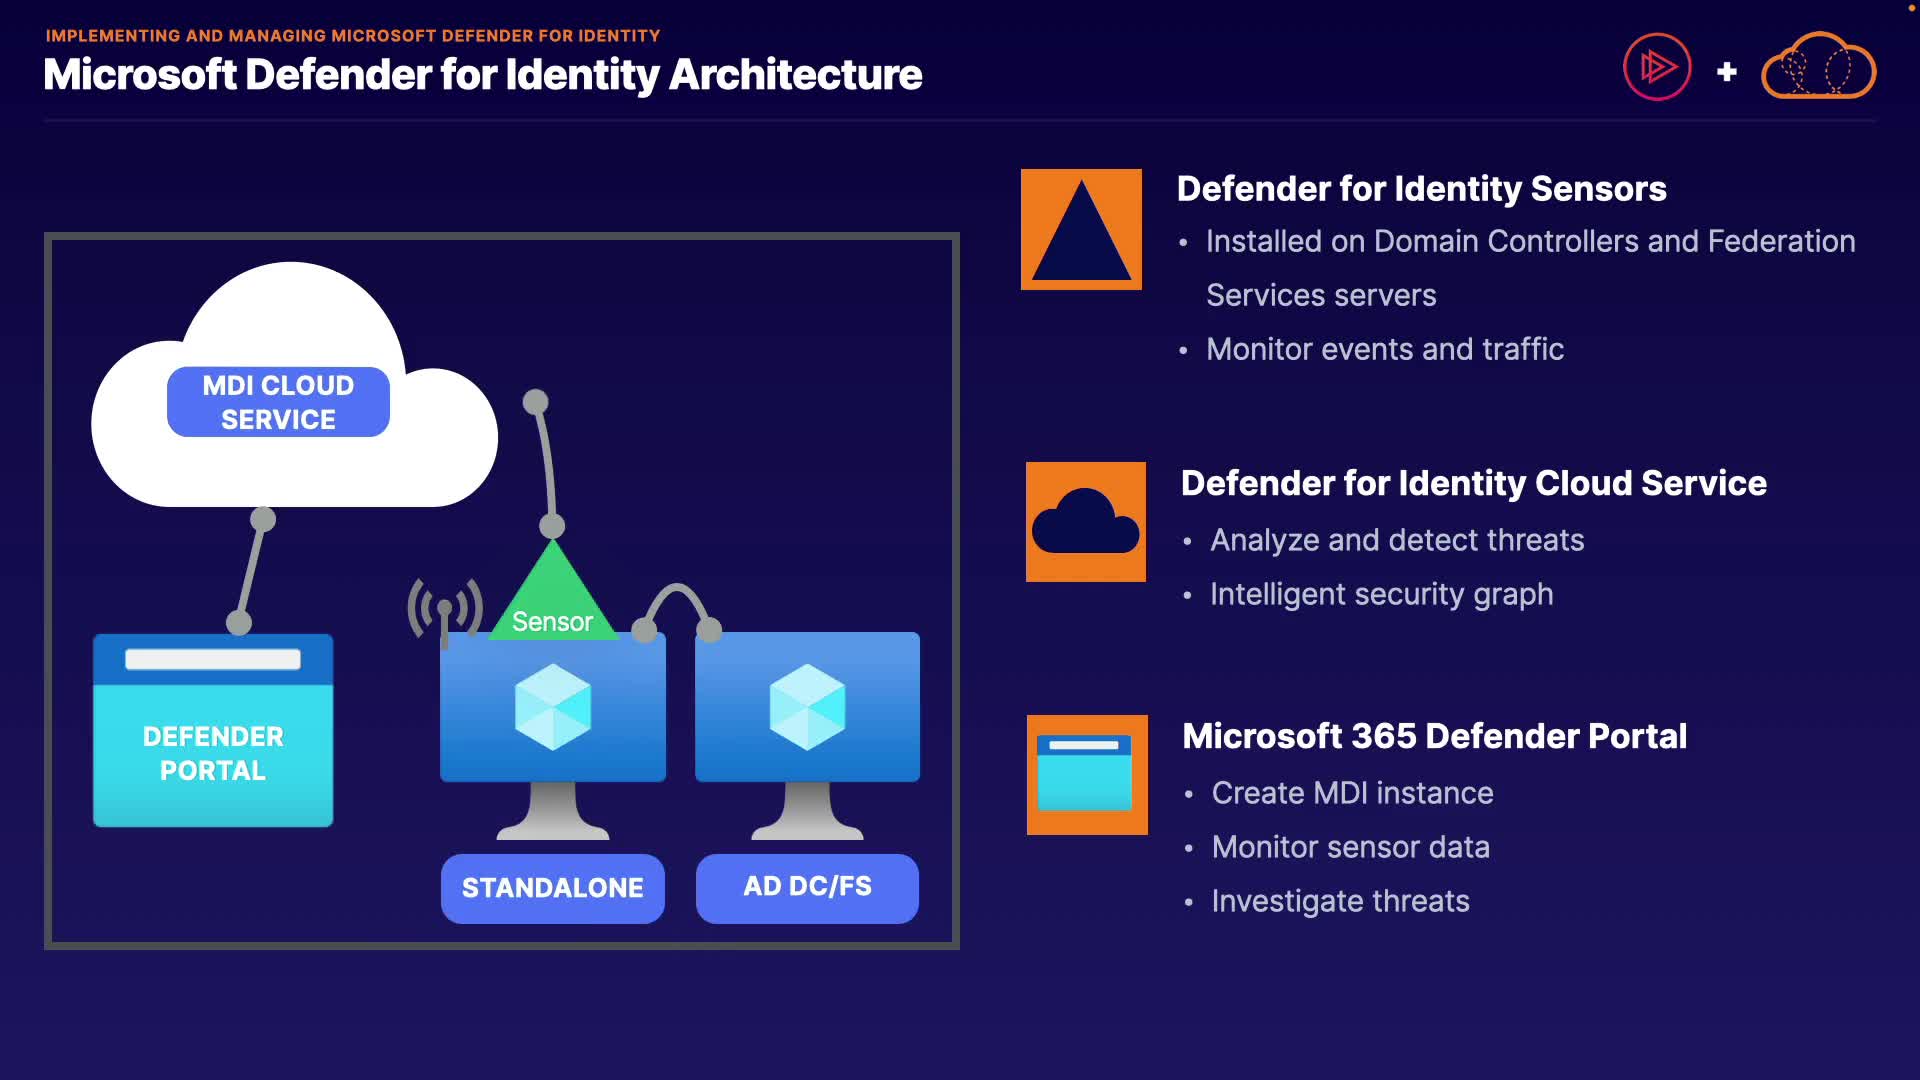 IMPLEMENTING AND MANAGING MICROSOFT DEFENDER FOR IDENTITY
Microsoft Defender for Identity Architecture
MDI CLOUD
SERVICE
Sensor
DEFENDER
PORTAL
STANDALONE
AD DC/FS
Defender for Identity Sensors
• Installed on Domain Controllers and Federation
Services servers
• Monitor events and traffic
Defender for Identity Cloud Service
• Analyze and detect threats
• Intelligent security graph
Microsoft 365 Defender Portal
• Create MDI instance
• Monitor sensor data
• Investigate threats